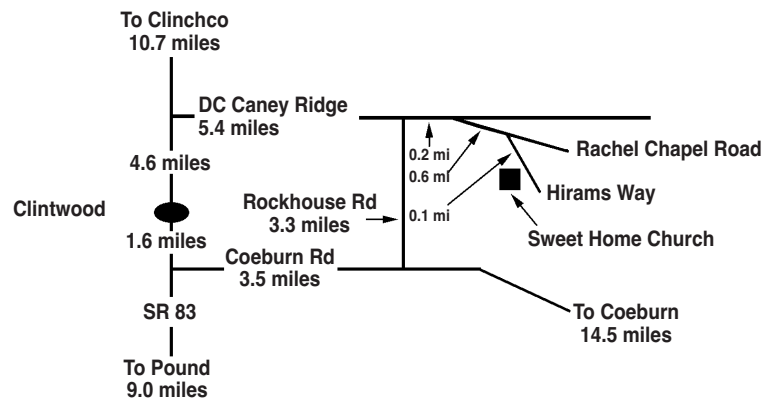 To Clinchco
10.7 miles
DC Caney Ridge
5.4 miles
4.6 miles
0.2 mi
0.6 mI
Rachel Chapel Road
Hirams Way
Rockhouse Rd
3.3 miles
0.1 mi
Clintwood
Sweet Home Church
1.6 miles
Coeburn Rd
3.5 miles
SR 83
To Coeburn
14.5 miles
To Pound
9.0 miles